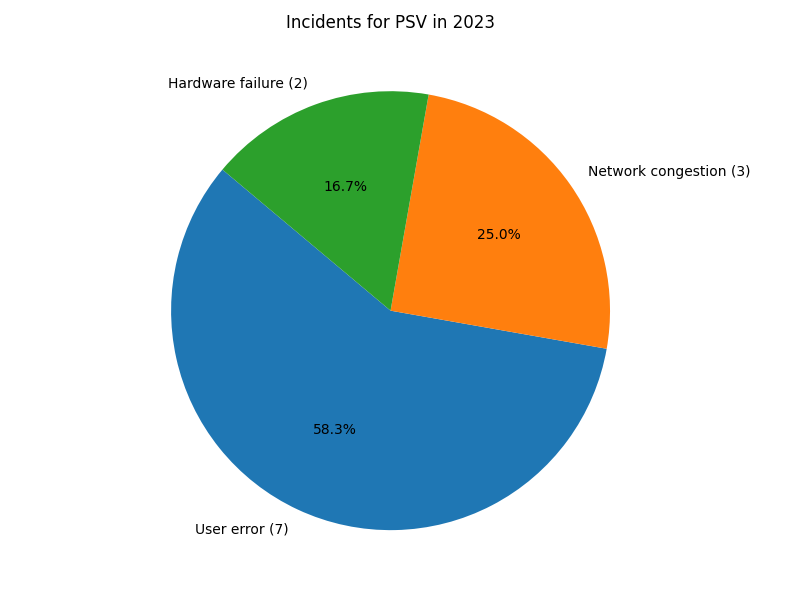 Incidents for PSV in 2023
Hardware failure (2)
Network congestion (3)
16.7%
25.0%
58.3%
User error (7)